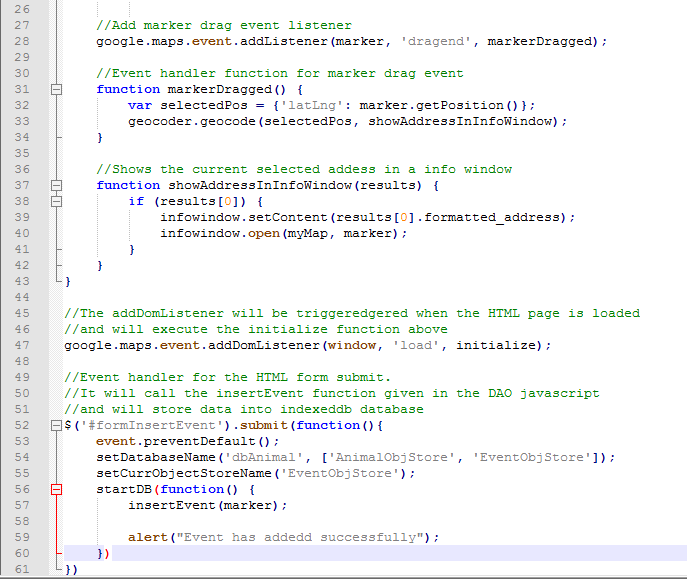 26
27 //Add marker drag event listener
28 google.maps.event.addListener(marker, 'dragend', markerDragged);
29
30 //Event handler function for marker drag event
31 function markerDragged() {
32 var selectedPos = {'latLng': marker.getPosition()};
33 geocoder.geocode(selectedPos, showAddressInInfoWindow);
34 }
35
36 //Shows the current selected addess in a info window
37 function showAddressInInfoWindow(results) {
38 if (results[0]) {
39 infowindow.setContent(results[0].formatted_address);
40 infowindow.open(myMap, marker);
41 }
42 }
43 }
44
45 //The addDomListener will be triggeredgered when the HTML page is loaded
46 //and will execute the initialize function above
47 google.maps.event.addDomListener(window, 'load', initialize);
48
49 //Event handler for the HTML form submit.
50 //It will call the insertEvent function given in the DAO javascript
51 //and will store data into indexeddb database
52 $('#formInsertEvent').submit(function(){
53 event.preventDefault();
54 setDatabaseName('dbAnimal', ['AnimalObjStore', 'EventObjStore']);
55 setCurrObjectStoreName('EventObjStore');
56 startDB(function() {
57 insertEvent(marker);
58
59 alert("Event has addedd successfully");
60 })
61 })